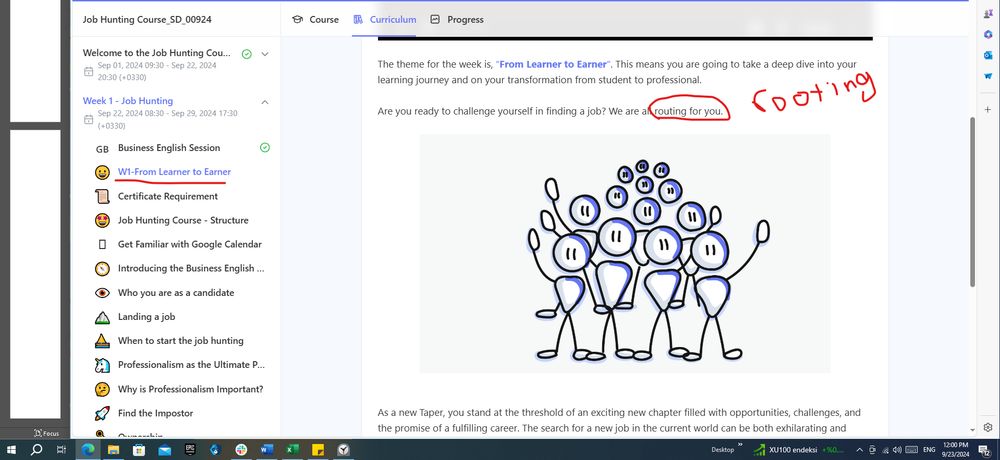 Job Hunting Course_SD_00924
Course
Curriculum
Progress
Welcome to the Job Hunting Cou...
Sep 01, 2024 09:30 - Sep 22, 2024
20:30 (+0330)
Week 1 - Job Hunting
Sep 22, 2024 08:30 - Sep 29, 2024 17:30
(+0330)
GB Business English Session
W1-From Learner to Earner
Certificate Requirement
Job Hunting Course - Structure
Get Familiar with Google Calendar
Introducing the Business English ...
Who you are as a candidate
Landing a job
When to start the job hunting
Professionalism as the Ultimate P...
Why is Professionalism Important?
Find the Impostor
Ownership
The theme for the week is, "From Learner to Earner". This means you are going to take a deep dive into your
learning journey and on your transformation from student to professional.
Are you ready to challenge yourself in finding a job? We are all routing for you.
rooting
As a new Taper, you stand at the threshold of an exciting new chapter filled with opportunities, challenges, and
the promise of a fulfilling career. The search for a new job in the current world can be both exhilarating and
Focus
Desktop
XU100 endeksi +%0...
ENG
12:00 PM
9/23/2024